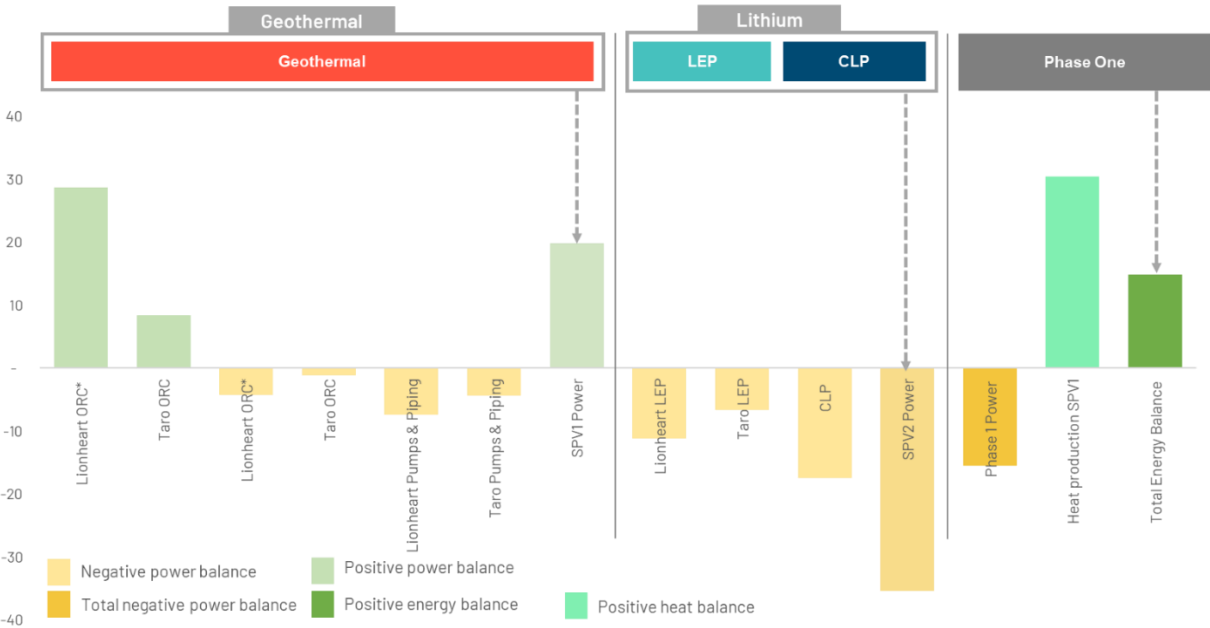 Geothermal
Lithium
Geothermal
LEP
CLP
Phase One
40
30
20
10
-
-10
-20
-30
-40
Lionheart ORC*
Taro ORC
Lionheart ORC*
Taro ORC
Lionheart Pumps & Piping
Taro Pumps & Piping
SPV1 Power
Lionheart LEP
Taro LEP
CLP
SPV2 Power
Phase 1 Power
Heat production SPV1
Total Energy Balance
Negative power balance
Positive power balance
Total negative power balance
Positive energy balance
Positive heat balance